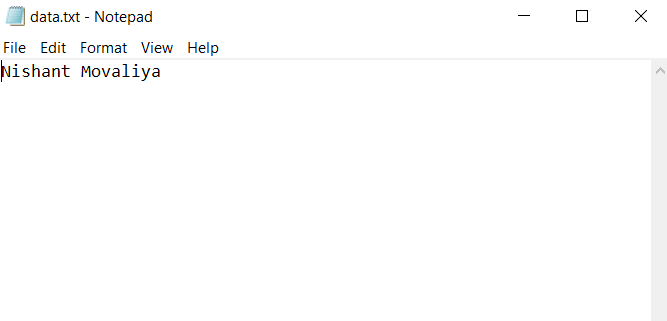 data.txt - Notepad
File Edit Format View Help
Nishant Movaliya